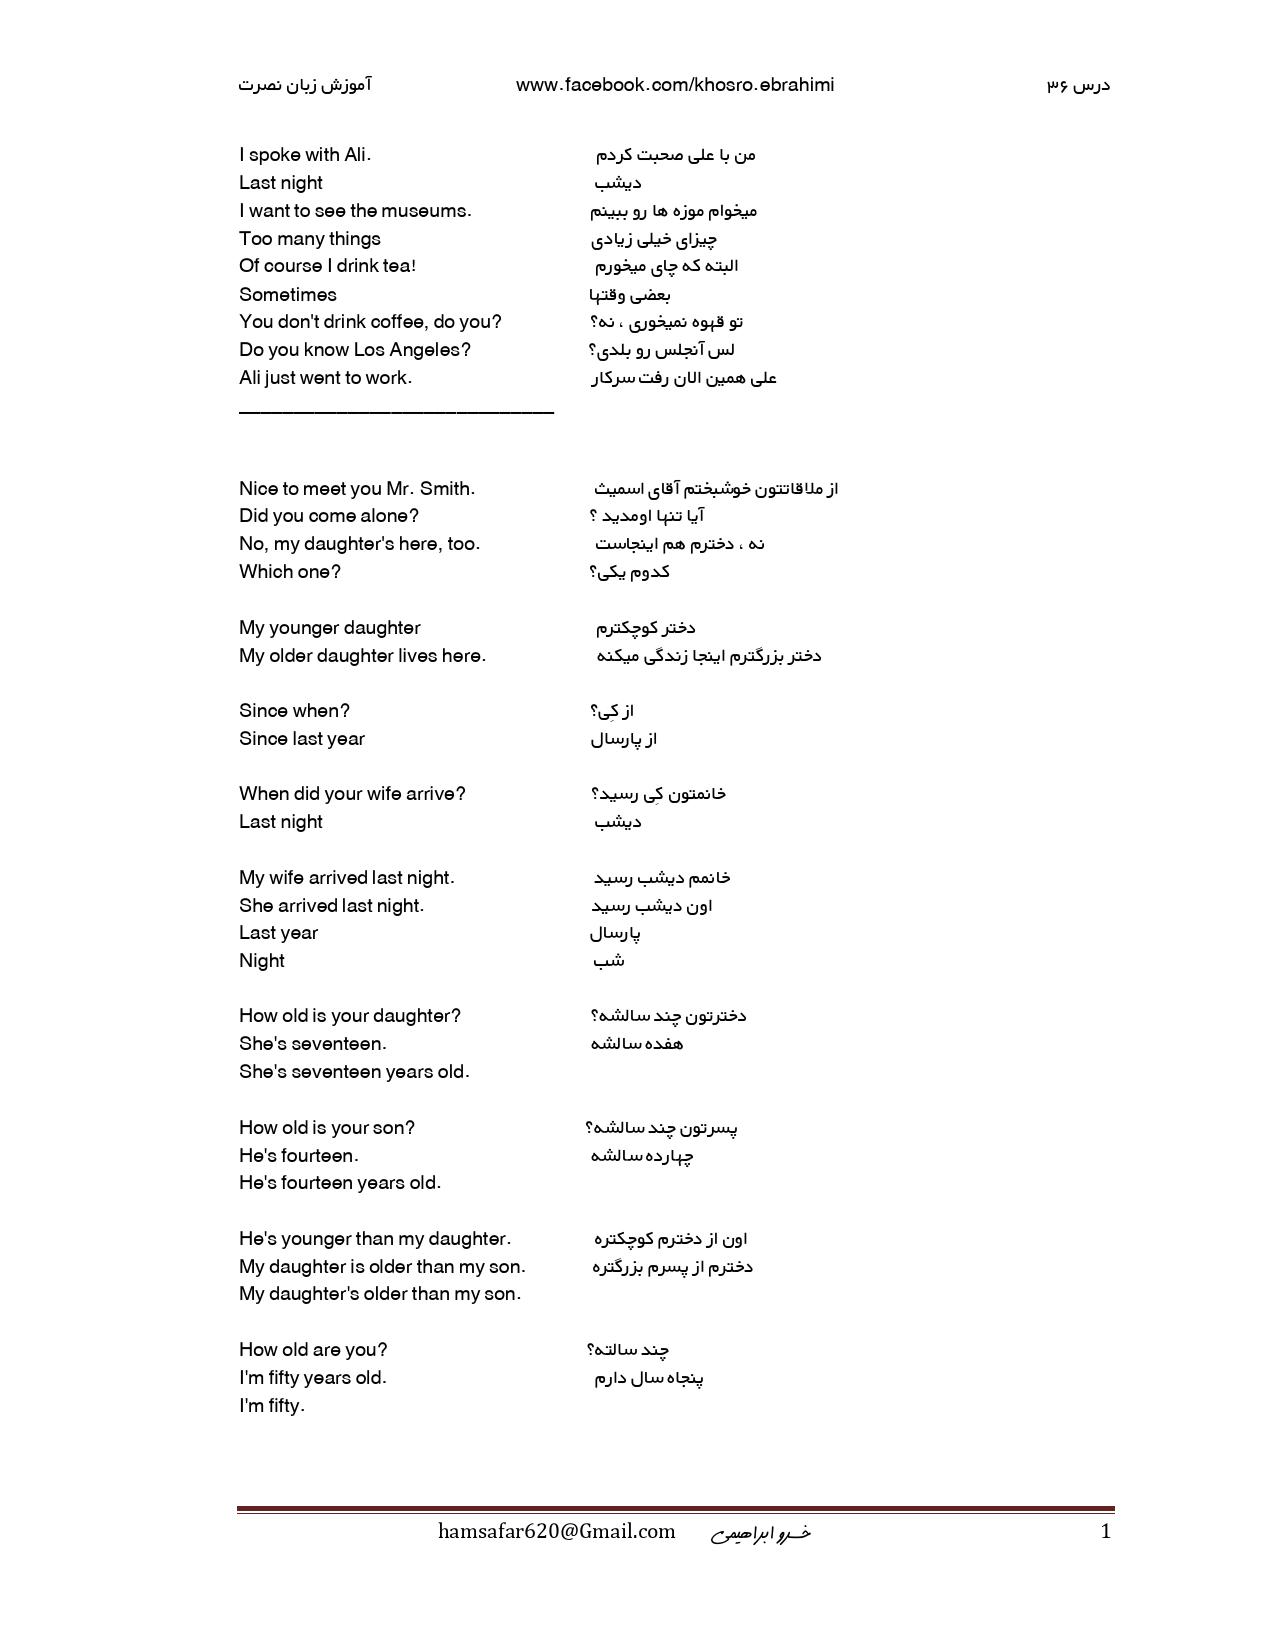 آموزش زبان نصرت www.facebook.com/khosro.ebrahimi درس ۳۶
I spoke with Ali. من با علی صحبت کردم
Last night دیشب
I want to see the museums. میخوام موزه ها رو ببینم
Too many things چیزای خیلی زیادی
Of course I drink tea! البته که چای میخورم
Sometimes بعضی وقتها
You don't drink coffee, do you? تو قهوه نمیخوری ، نه؟
Do you know Los Angeles? لس آنجلس رو بلدی؟
Ali just went to work. علی همین الان رفت سرکار
Nice to meet you Mr. Smith. از ملاقاتتون خوشبختم آقای اسمیث
Did you come alone? آیا تنها اومدید ؟
No, my daughter's here, too. نه ، دخترم هم اینجاست
Which one? کدوم یکی؟
My younger daughter دختر کوچکترم
My older daughter lives here. دختر بزرگترم اینجا زندگی میکنه
Since when? از کِی؟
Since last year از پارسال
When did your wife arrive? خانمتون کِی رسید؟
Last night دیشب
My wife arrived last night. خانمم دیشب رسید
She arrived last night. اون دیشب رسید
Last year پارسال
Night شب
How old is your daughter? دخترتون چند سالشه؟
She's seventeen. هفده سالشه
She's seventeen years old.
How old is your son? پسرتون چند سالشه؟
He's fourteen. چهارده سالشه
He's fourteen years old.
He's younger than my daughter. اون از دخترم کوچکتره
My daughter is older than my son. دخترم از پسرم بزرگتره
My daughter's older than my son.
How old are you? چند سالته؟
I'm fifty years old. پنجاه سال دارم
I'm fifty.
hamsafar620@Gmail.com خسرو ابراهیمی 1